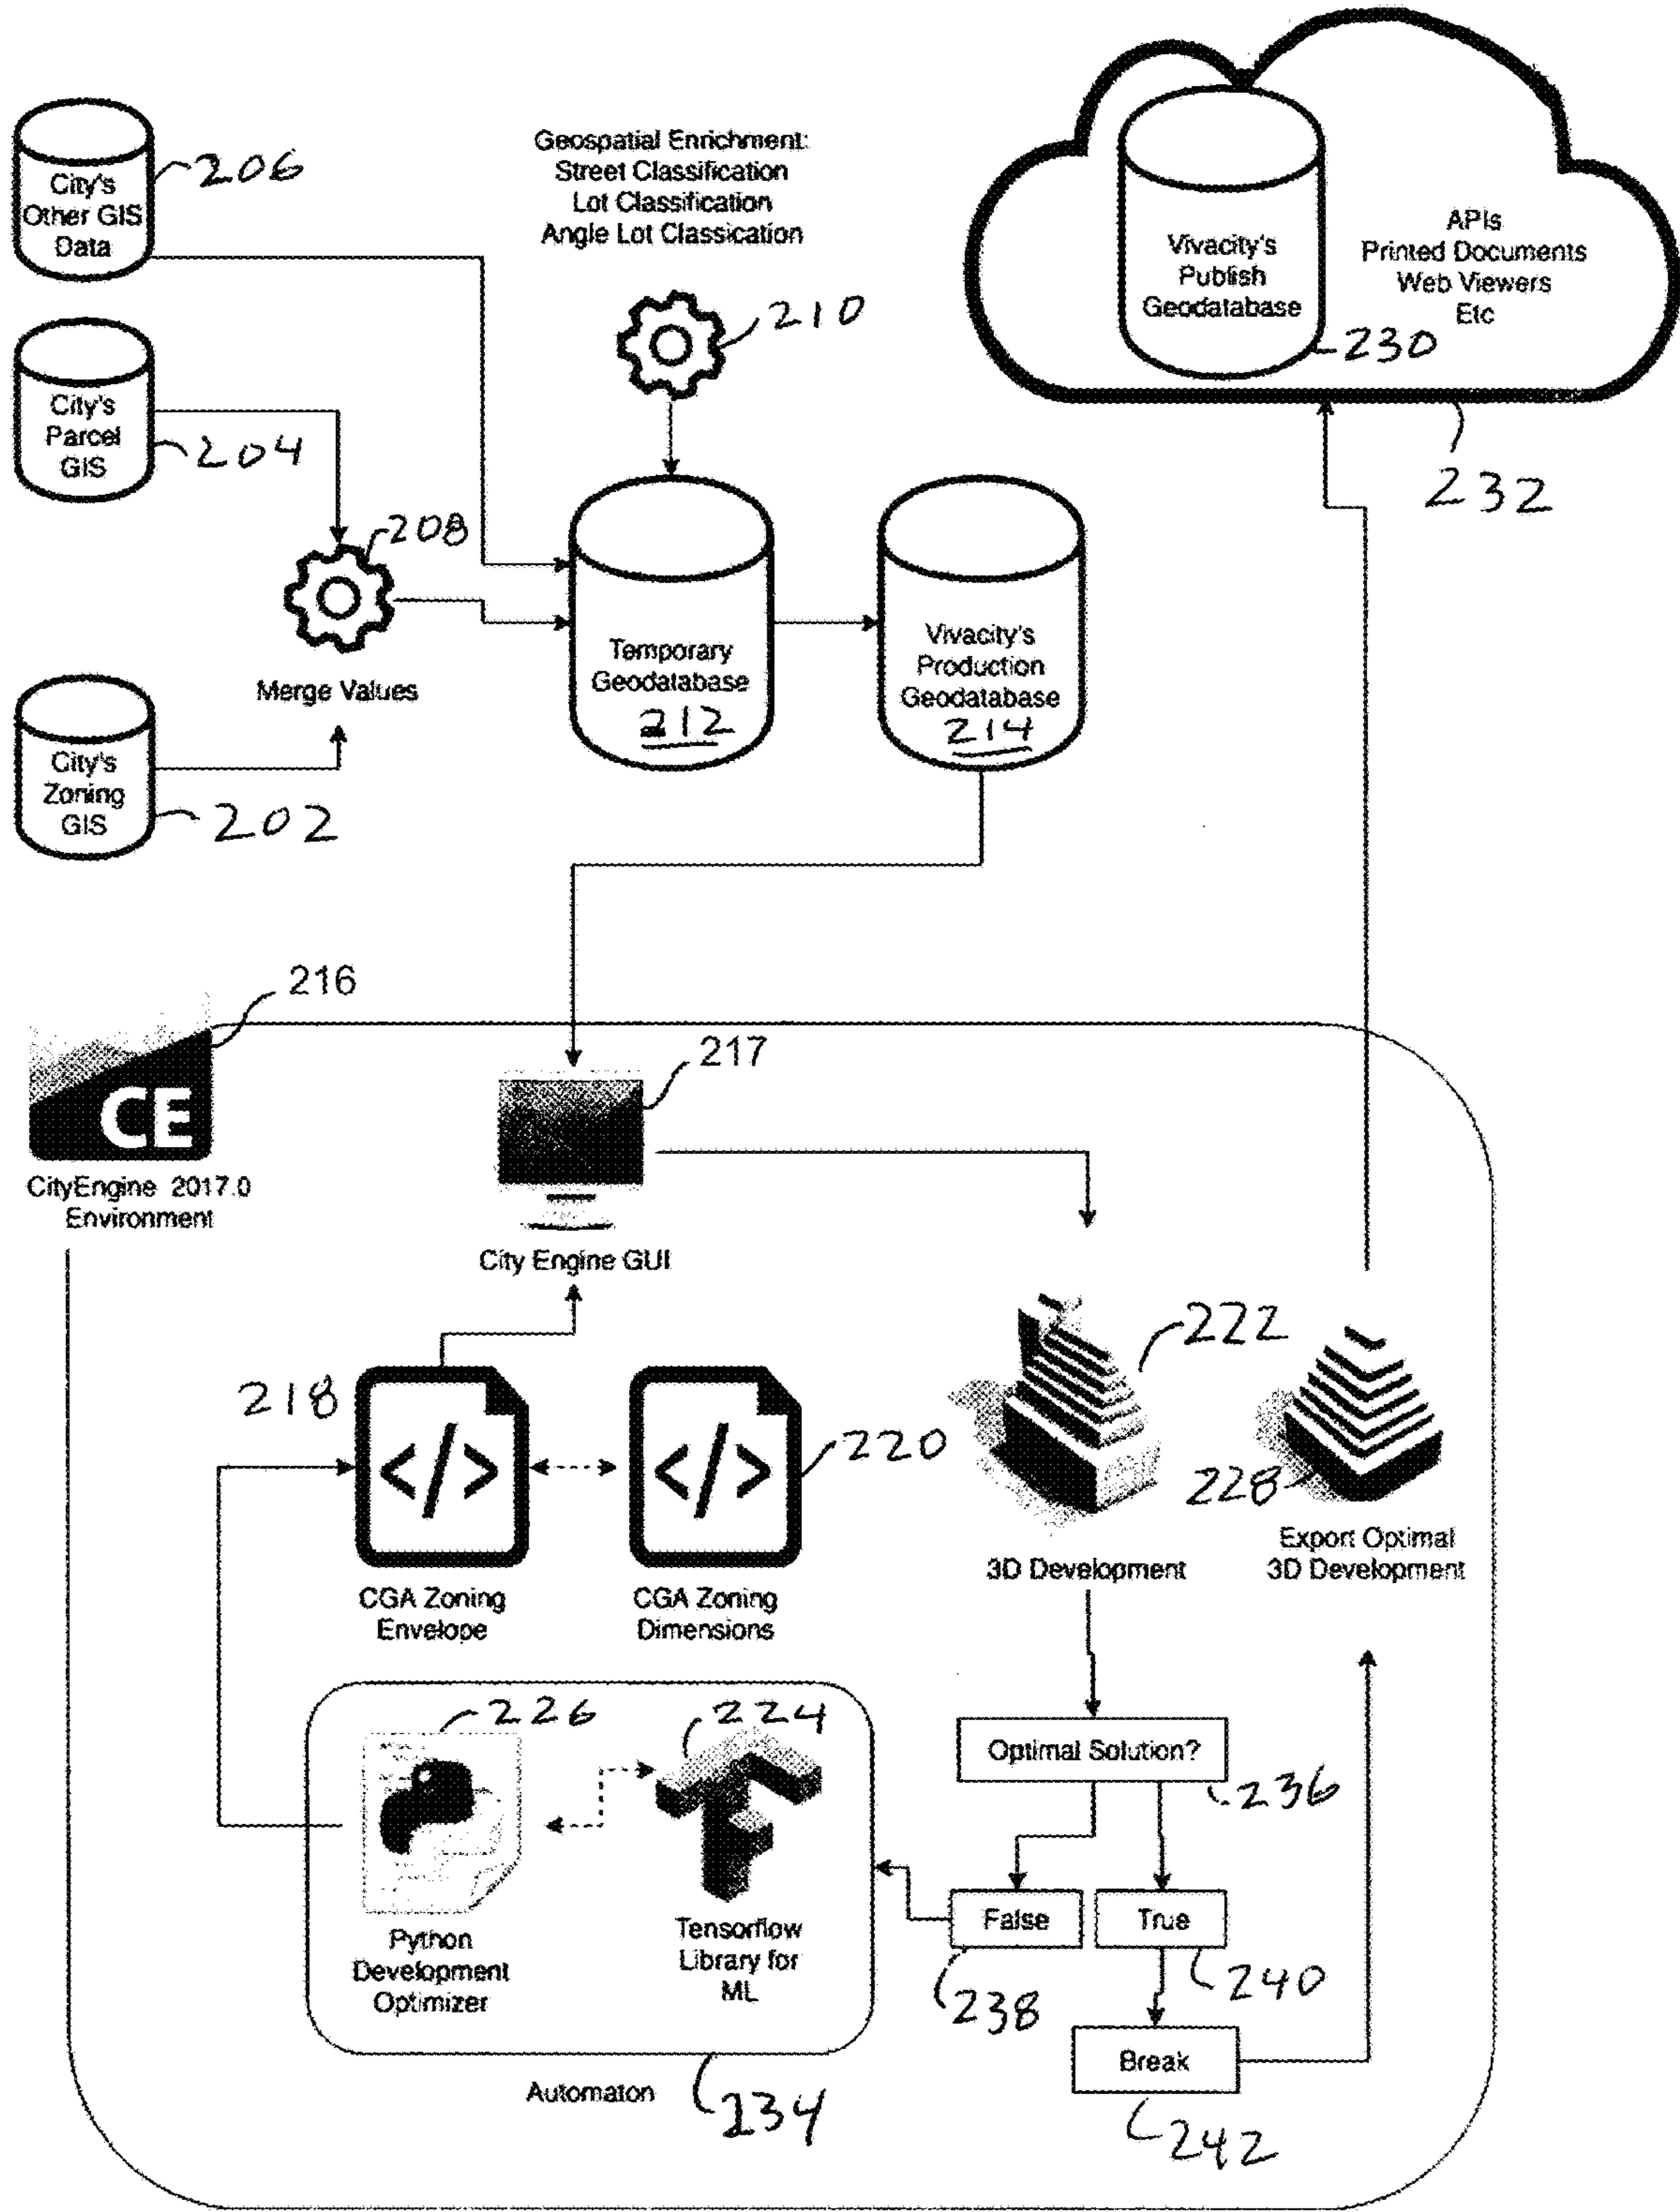 City's
Other GIS
Data
206
Geospatial Enrichment:
Street Classification
Lot Classification
Angle Lot Classication
210
Vivacity's
Publish
Geodatabase
230
APIs
Printed Documents
Web Viewers
Etc
232
City's
Parcel
GIS
204
208
Merge Values
City's
Zoning
GIS
202
Temporary
Geodatabase
212
Vivacity's
Production
Geodatabase
214
216
CE
CityEngine 2017.0
Environment
217
City Engine GUI
218
</>
CGA Zoning
Envelope
</>
220
CGA Zoning
Dimensions
222
3D Development
228
Export Optimal
3D Development
226
Python
Development
Optimizer
224
Tensorflow
Library for
ML
Automaton
234
Optimal Solution?
236
False
238
True
240
Break
242